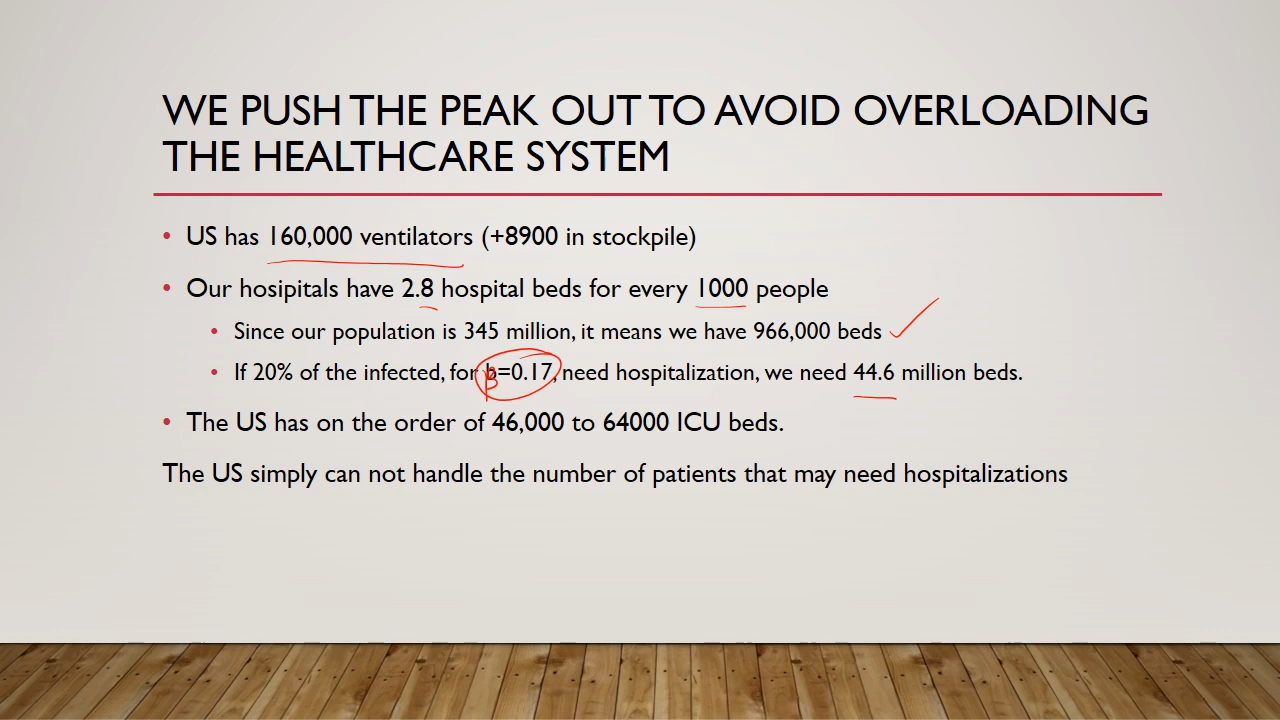 WE PUSH THE PEAK OUT TO AVOID OVERLOADING
THE HEALTHCARE SYSTEM
• US has 160,000 ventilators (+8900 in stockpile)
• Our hosipitals have 2.8 hospital beds for every 1000 people
• Since our population is 345 million, it means we have 966,000 beds
• If 20% of the infected, for b=0.17, need hospitalization, we need 44.6 million beds.
β
• The US has on the order of 46,000 to 64000 ICU beds.
The US simply can not handle the number of patients that may need hospitalizations